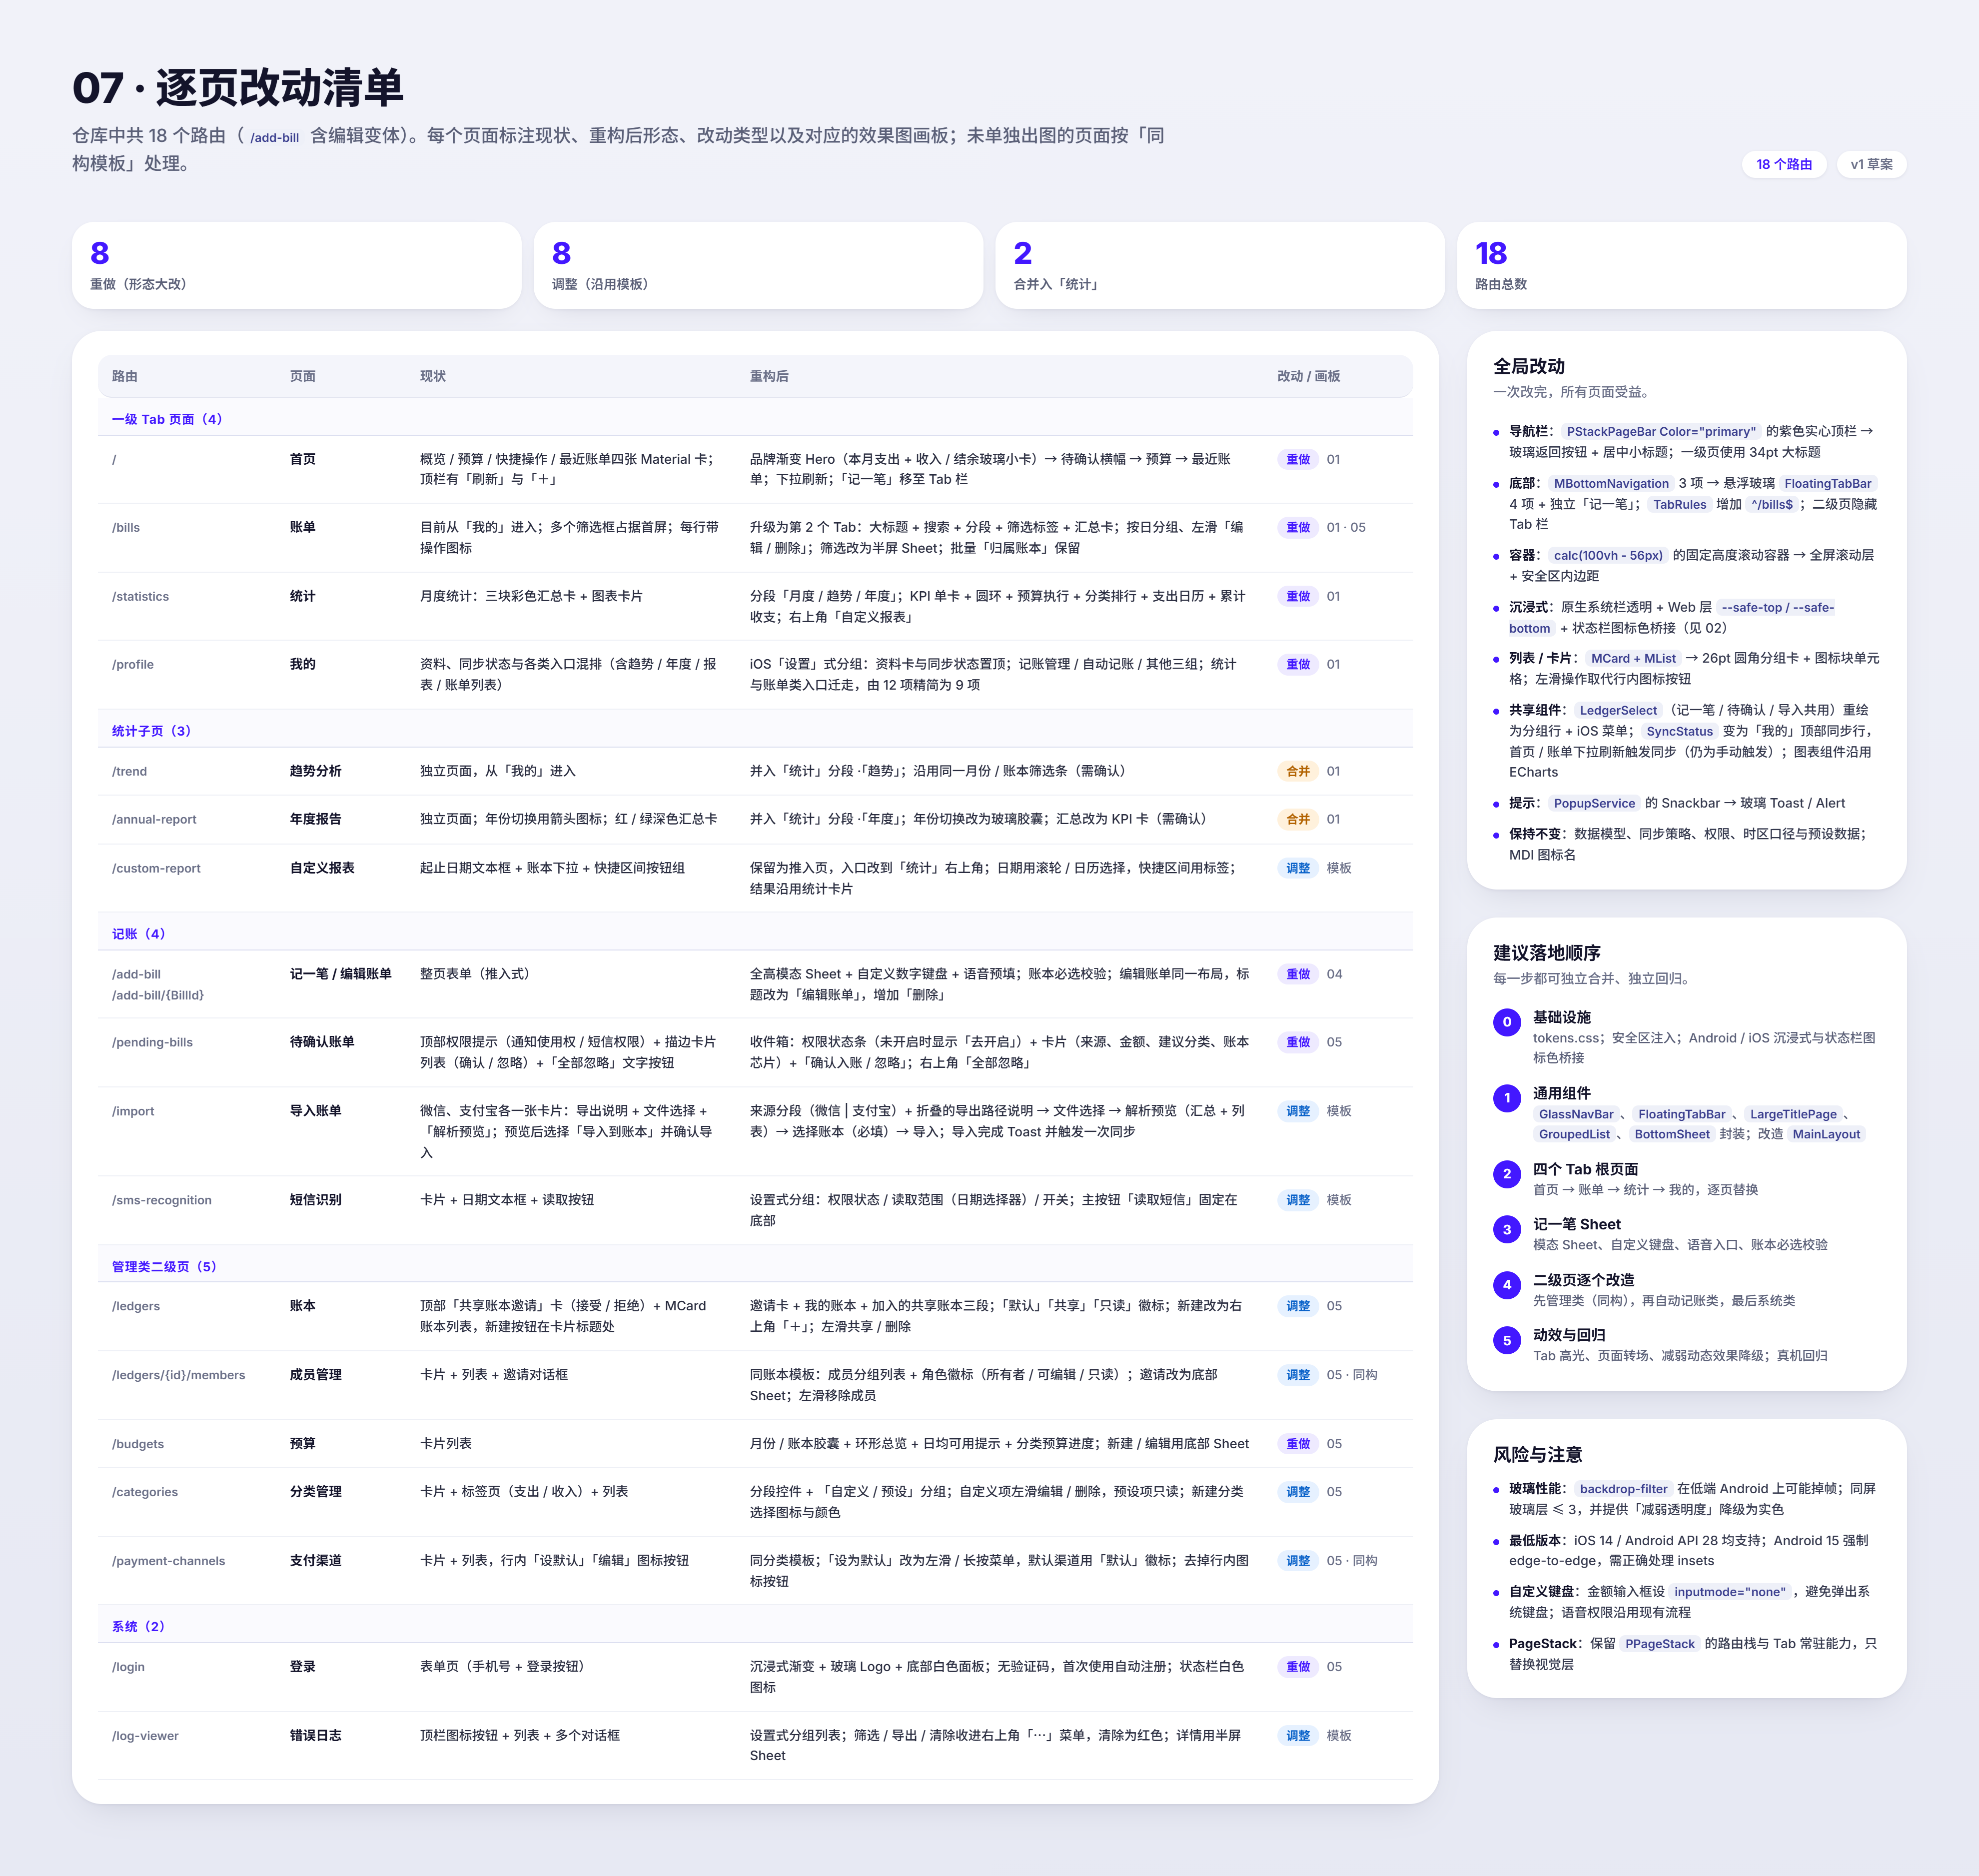 07 · 逐页改动清单
仓库中共 18 个路由（ /add-bill 含编辑变体）。每个页面标注现状、重构后形态、改动类型以及对应的效果图画板；未单独出图的页面按「同
构模板」处理。
18 个路由
v1 草案
8
重做（形态大改）
8
调整（沿用模板）
2
合并入「统计」
18
路由总数
路由 页面 现状 重构后 改动 / 画板
一级 Tab 页面（4）
/ 首页 概览 / 预算 / 快捷操作 / 最近账单四张 Material 卡；
顶栏有「刷新」与「＋」
品牌渐变 Hero（本月支出 + 收入 / 结余玻璃小卡）→ 待确认横幅 → 预算 → 最近账
单；下拉刷新；「记一笔」移至 Tab 栏
重做 01
/bills 账单 目前从「我的」进入；多个筛选框占据首屏；每行带
操作图标
升级为第 2 个 Tab：大标题 + 搜索 + 分段 + 筛选标签 + 汇总卡；按日分组、左滑「编
辑 / 删除」；筛选改为半屏 Sheet；批量「归属账本」保留
重做 01 · 05
/statistics 统计 月度统计：三块彩色汇总卡 + 图表卡片
分段「月度 / 趋势 / 年度」；KPI 单卡 + 圆环 + 预算执行 + 分类排行 + 支出日历 + 累计
收支；右上角「自定义报表」
重做 01
/profile 我的 资料、同步状态与各类入口混排（含趋势 / 年度 / 报
表 / 账单列表）
iOS「设置」式分组：资料卡与同步状态置顶；记账管理 / 自动记账 / 其他三组；统计
与账单类入口迁走，由 12 项精简为 9 项
重做 01
统计子页（3）
/trend 趋势分析 独立页面，从「我的」进入 并入「统计」分段 ·「趋势」；沿用同一月份 / 账本筛选条（需确认） 合并 01
/annual-report 年度报告 独立页面；年份切换用箭头图标；红 / 绿深色汇总卡 并入「统计」分段 ·「年度」；年份切换改为玻璃胶囊；汇总改为 KPI 卡（需确认） 合并 01
/custom-report 自定义报表 起止日期文本框 + 账本下拉 + 快捷区间按钮组
保留为推入页，入口改到「统计」右上角；日期用滚轮 / 日历选择，快捷区间用标签；
结果沿用统计卡片
调整 模板
记账（4）
/add-bill
/add-bill/{BillId}
记一笔 / 编辑账单 整页表单（推入式）
全高模态 Sheet + 自定义数字键盘 + 语音预填；账本必选校验；编辑账单同一布局，标
题改为「编辑账单」，增加「删除」
重做 04
/pending-bills 待确认账单 顶部权限提示（通知使用权 / 短信权限）+ 描边卡片
列表（确认 / 忽略）+「全部忽略」文字按钮
收件箱：权限状态条（未开启时显示「去开启」）+ 卡片（来源、金额、建议分类、账本
芯片）+「确认入账 / 忽略」；右上角「全部忽略」
重做 05
/import 导入账单 微信、支付宝各一张卡片：导出说明 + 文件选择 +
「解析预览」；预览后选择「导入到账本」并确认导
入
来源分段（微信 | 支付宝）+ 折叠的导出路径说明 → 文件选择 → 解析预览（汇总 + 列
表）→ 选择账本（必填）→ 导入；导入完成 Toast 并触发一次同步
调整 模板
/sms-recognition 短信识别 卡片 + 日期文本框 + 读取按钮
设置式分组：权限状态 / 读取范围（日期选择器）/ 开关；主按钮「读取短信」固定在
底部
调整 模板
管理类二级页（5）
/ledgers 账本 顶部「共享账本邀请」卡（接受 / 拒绝）+ MCard
账本列表，新建按钮在卡片标题处
邀请卡 + 我的账本 + 加入的共享账本三段；「默认」「共享」「只读」徽标；新建改为右
上角「＋」；左滑共享 / 删除
调整 05
/ledgers/{id}/members 成员管理 卡片 + 列表 + 邀请对话框
同账本模板：成员分组列表 + 角色徽标（所有者 / 可编辑 / 只读）；邀请改为底部
Sheet；左滑移除成员
调整 05 · 同构
/budgets 预算 卡片列表 月份 / 账本胶囊 + 环形总览 + 日均可用提示 + 分类预算进度；新建 / 编辑用底部 Sheet 重做 05
/categories 分类管理 卡片 + 标签页（支出 / 收入）+ 列表
分段控件 + 「自定义 / 预设」分组；自定义项左滑编辑 / 删除，预设项只读；新建分类
选择图标与颜色
调整 05
/payment-channels 支付渠道 卡片 + 列表，行内「设默认」「编辑」图标按钮
同分类模板；「设为默认」改为左滑 / 长按菜单，默认渠道用「默认」徽标；去掉行内图
标按钮
调整 05 · 同构
系统（2）
/login 登录 表单页（手机号 + 登录按钮）
沉浸式渐变 + 玻璃 Logo + 底部白色面板；无验证码，首次使用自动注册；状态栏白色
图标
重做 05
/log-viewer 错误日志 顶栏图标按钮 + 列表 + 多个对话框
设置式分组列表；筛选 / 导出 / 清除收进右上角「···」菜单，清除为红色；详情用半屏
Sheet
调整 模板
全局改动
一次改完，所有页面受益。
导航栏： PStackPageBar Color="primary" 的紫色实心顶栏 →
玻璃返回按钮 + 居中小标题；一级页使用 34pt 大标题
底部： MBottomNavigation 3 项 → 悬浮玻璃 FloatingTabBar
4 项 + 独立「记一笔」； TabRules 增加 ^/bills$ ；二级页隐藏
Tab 栏
容器： calc(100vh - 56px) 的固定高度滚动容器 → 全屏滚动层
+ 安全区内边距
沉浸式：原生系统栏透明 + Web 层 --safe-top / --safe-
bottom + 状态栏图标色桥接（见 02）
列表 / 卡片： MCard + MList → 26pt 圆角分组卡 + 图标块单元
格；左滑操作取代行内图标按钮
共享组件： LedgerSelect （记一笔 / 待确认 / 导入共用）重绘
为分组行 + iOS 菜单； SyncStatus 变为「我的」顶部同步行，
首页 / 账单下拉刷新触发同步（仍为手动触发）；图表组件沿用
ECharts
提示： PopupService 的 Snackbar → 玻璃 Toast / Alert
保持不变：数据模型、同步策略、权限、时区口径与预设数据；
MDI 图标名
建议落地顺序
每一步都可独立合并、独立回归。
0 基础设施
tokens.css；安全区注入；Android / iOS 沉浸式与状态栏图
标色桥接
1 通用组件
GlassNavBar 、 FloatingTabBar 、 LargeTitlePage 、
GroupedList 、 BottomSheet 封装；改造 MainLayout
2 四个 Tab 根页面
首页 → 账单 → 统计 → 我的，逐页替换
3 记一笔 Sheet
模态 Sheet、自定义键盘、语音入口、账本必选校验
4 二级页逐个改造
先管理类（同构），再自动记账类，最后系统类
5 动效与回归
Tab 高光、页面转场、减弱动态效果降级；真机回归
风险与注意
玻璃性能： backdrop-filter 在低端 Android 上可能掉帧；同屏
玻璃层 ≤ 3，并提供「减弱透明度」降级为实色
最低版本：iOS 14 / Android API 28 均支持；Android 15 强制
edge-to-edge，需正确处理 insets
自定义键盘：金额输入框设 inputmode="none" ，避免弹出系
统键盘；语音权限沿用现有流程
PageStack：保留 PPageStack 的路由栈与 Tab 常驻能力，只
替换视觉层